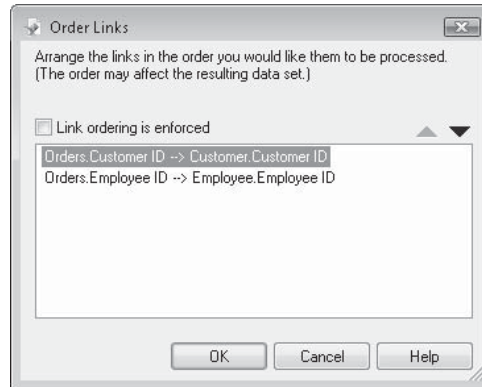 Order Links
Arrange the links in the order you would like them to be processed.
(The order may affect the resulting data set.)
Link ordering is enforced
Orders.Customer ID --> Customer.Customer ID
Orders.Employee ID --> Employee.Employee ID
OK Cancel Help